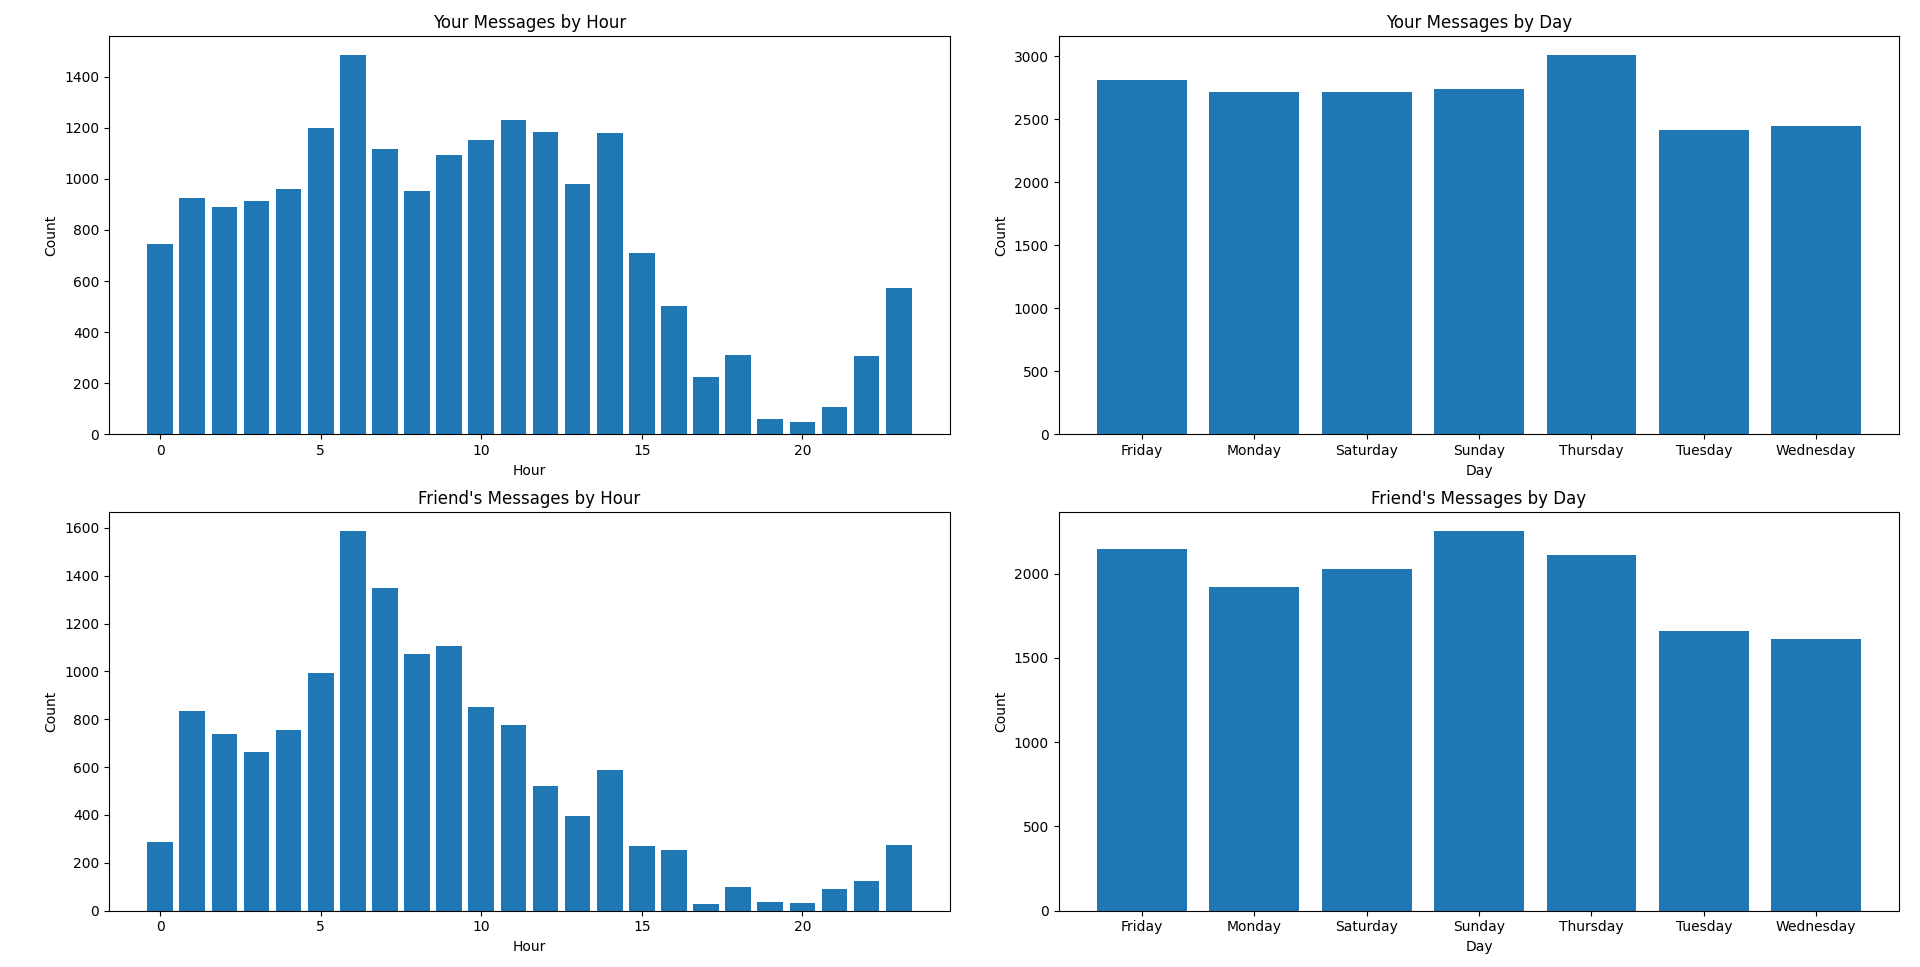 Your Messages by Hour
Count
1400
1200
1000
800
600
400
200
0
0 5 10 15 20
Hour
Your Messages by Day
Count
3000
2500
2000
1500
1000
500
0
Friday Monday Saturday Sunday Thursday Tuesday Wednesday
Day
Friend's Messages by Hour
Count
1600
1400
1200
1000
800
600
400
200
0
0 5 10 15 20
Hour
Friend's Messages by Day
Count
2000
1500
1000
500
0
Friday Monday Saturday Sunday Thursday Tuesday Wednesday
Day